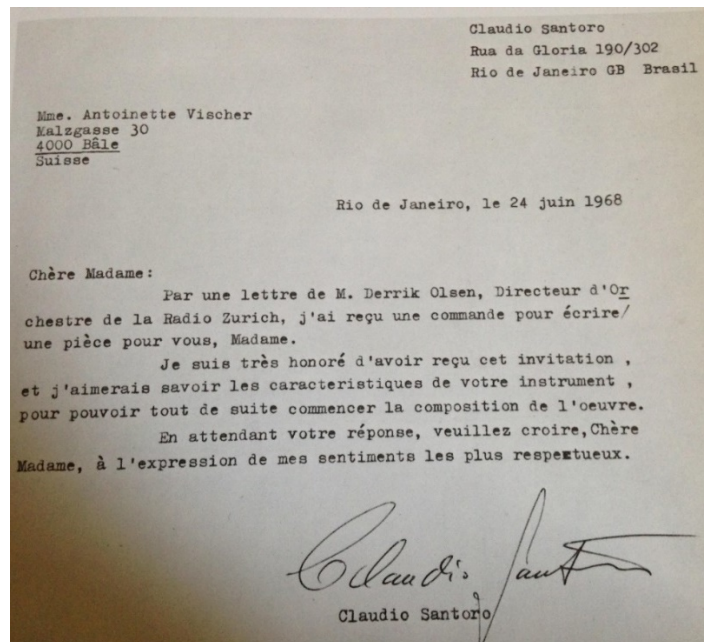 Claudio Santoro
Rua da Gloria 190/302
Rio de Janeiro GB Brasil
Mme. Antoinette Vischer
Malzgasse 30
4000 Bâle
Suisse
Rio de Janeiro, le 24 juin 1968
Chère Madame:
Par une lettre de M. Derrik Olsen, Directeur d'Or
chestre de la Radio Zurich, j'ai reçu une commande pour écrire/
une pièce pour vous, Madame.
Je suis très honoré d'avoir reçu cet invitation ,
et j'aimerais savoir les caracteristiques de votre instrument ,
pour pouvoir tout de suite commencer la composition de l'oeuvre.
En attendant votre réponse, veuillez croire,Chère
Madame, à l'expression de mes sentiments les plus respectueux.
Claudio Santoro
Claudio Santoro